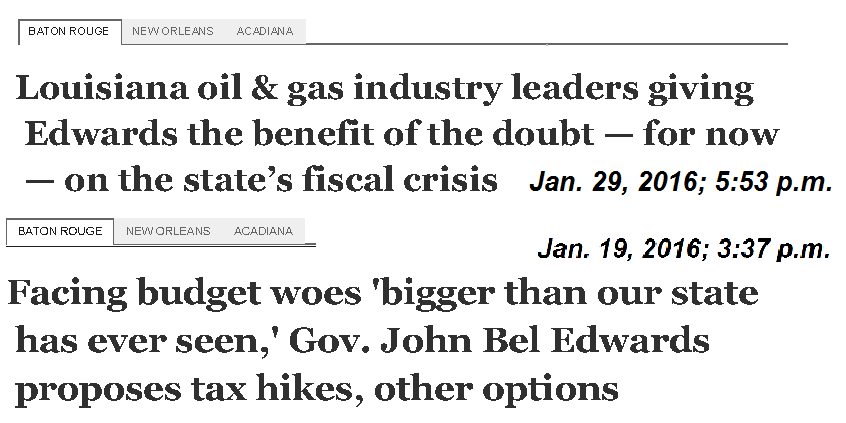 BATON ROUGE NEW ORLEANS ACADIANA
Louisiana oil & gas industry leaders giving
Edwards the benefit of the doubt — for now
— on the state's fiscal crisis Jan. 29, 2016; 5:53 p.m.
BATON ROUGE NEW ORLEANS ACADIANA
Jan. 19, 2016; 3:37 p.m.
Facing budget woes 'bigger than our state
has ever seen,' Gov. John Bel Edwards
proposes tax hikes, other options